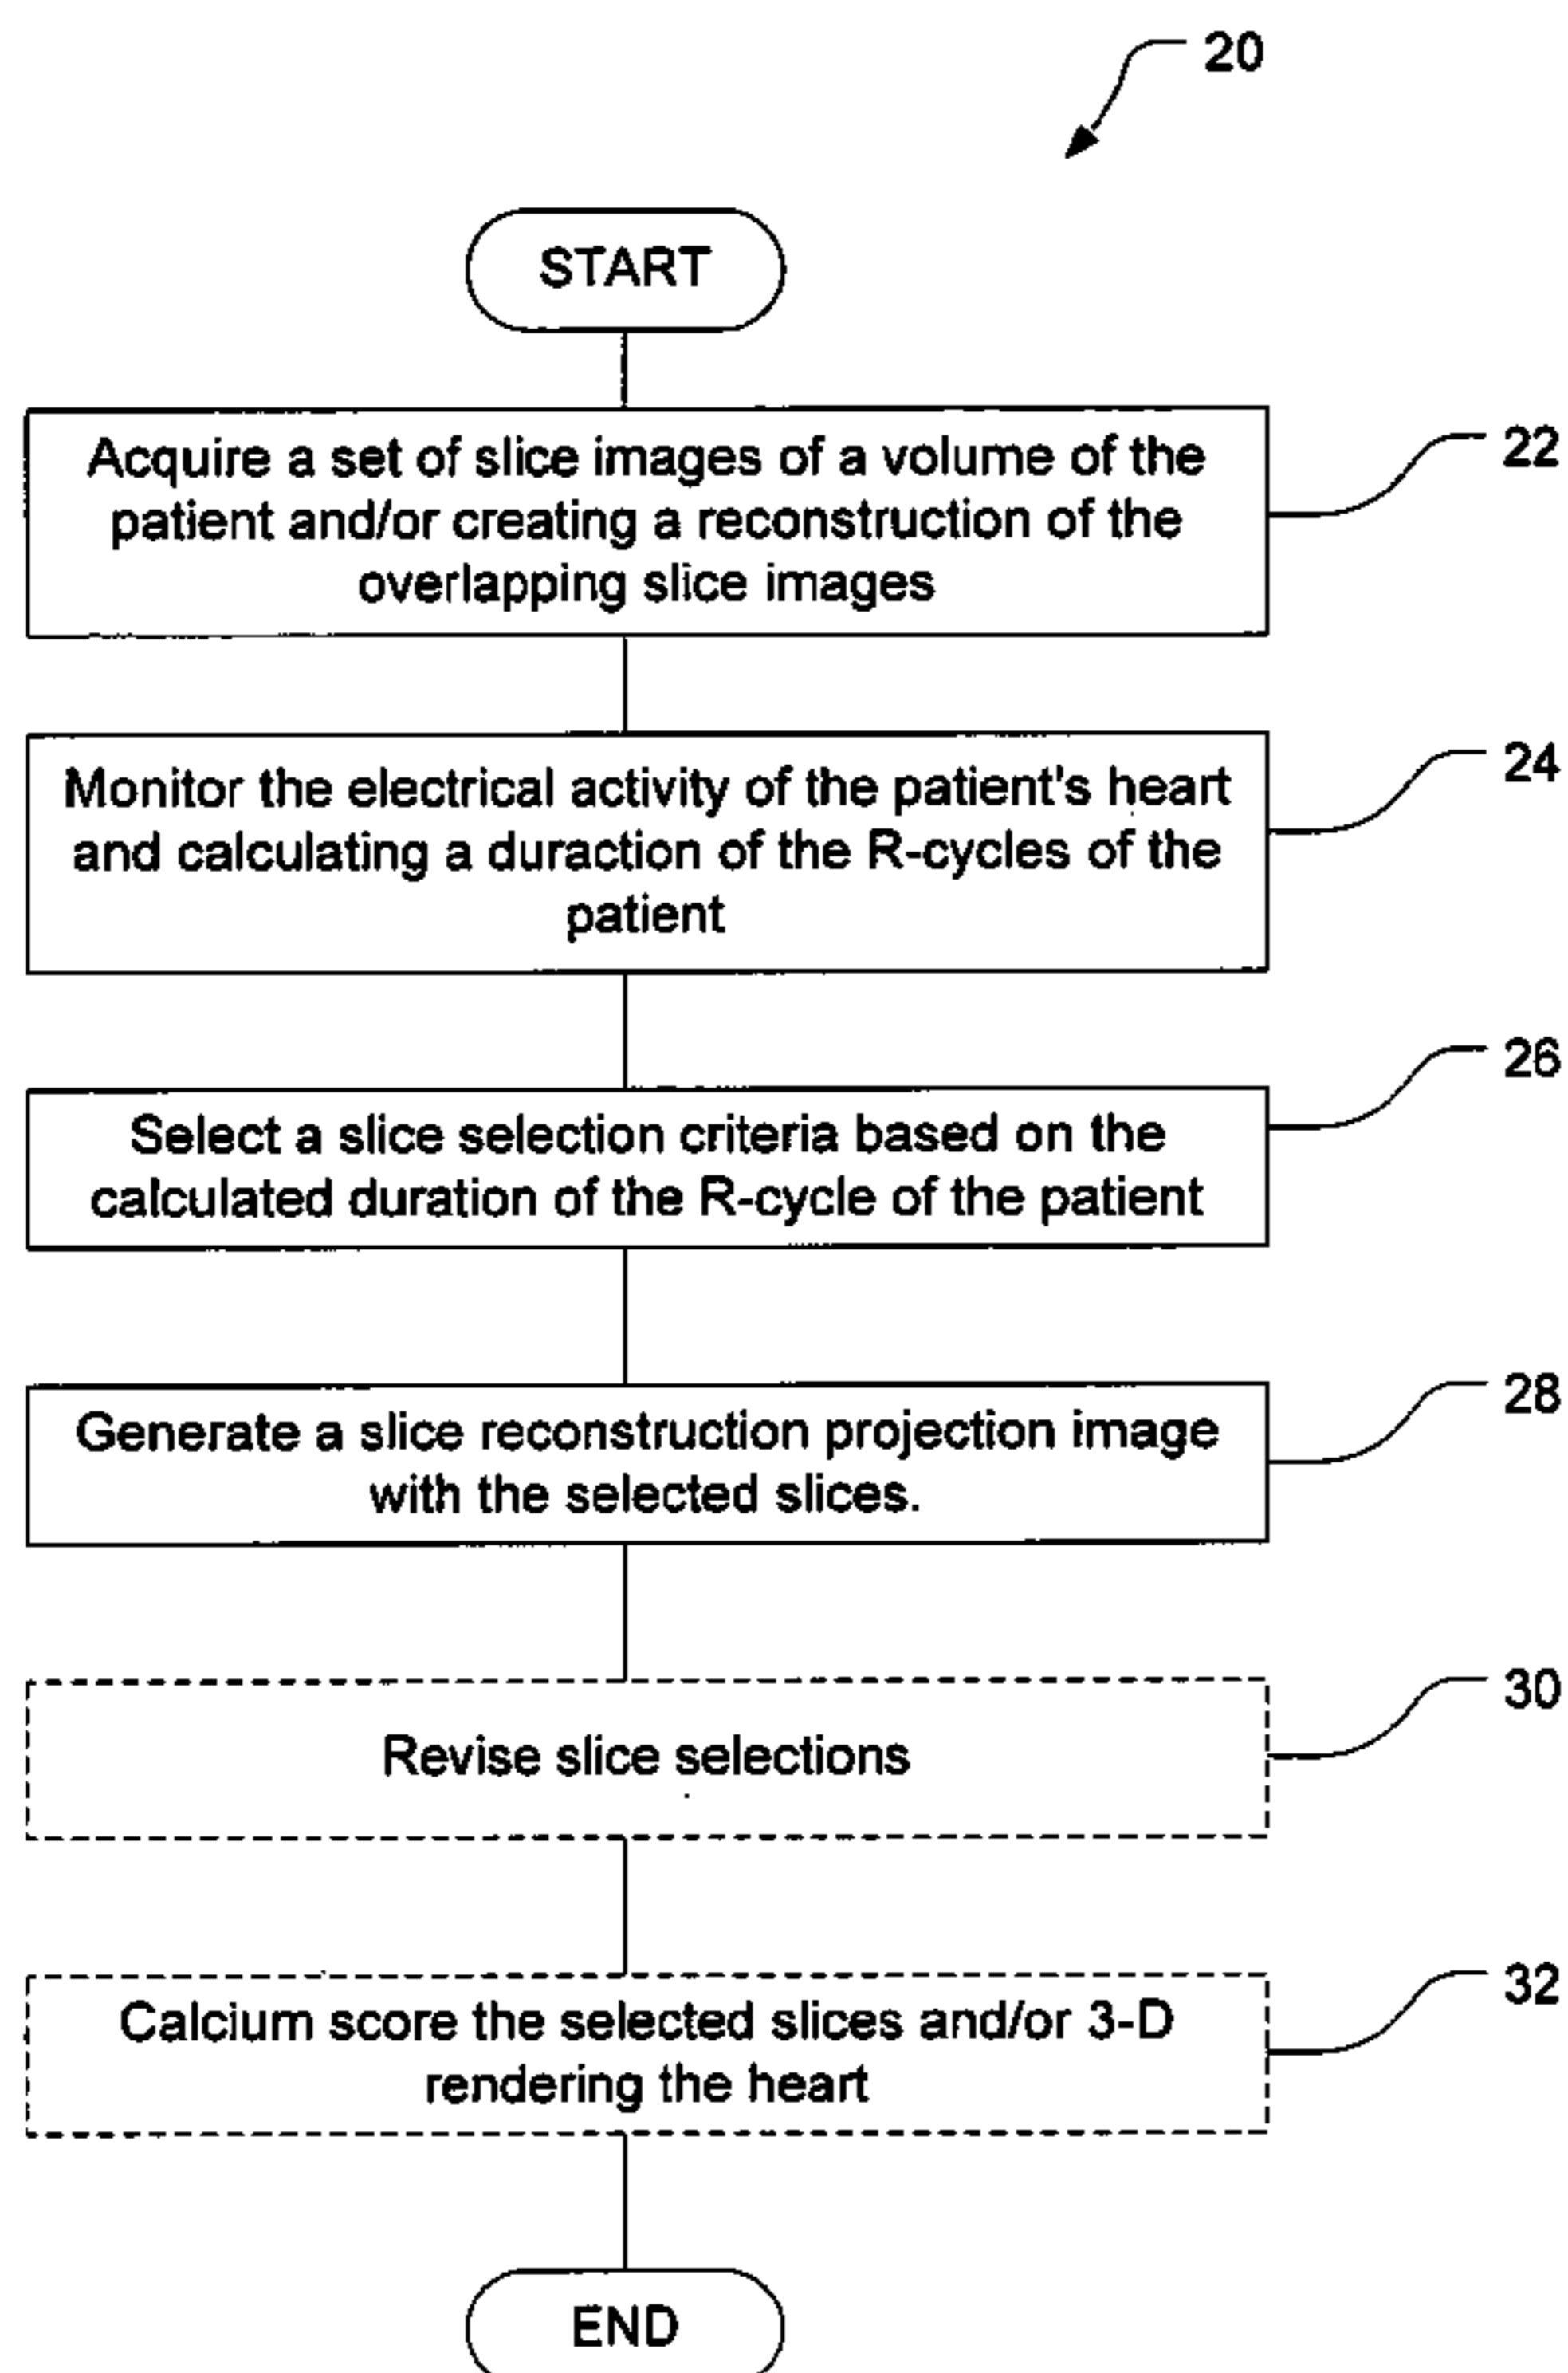 20
START
Acquire a set of slice images of a volume of the
patient and/or creating a reconstruction of the
overlapping slice images
22
Monitor the electrical activity of the patient's heart
and calculating a duraction of the R-cycles of the
patient
24
Select a slice selection criteria based on the
calculated duration of the R-cycle of the patient
26
Generate a slice reconstruction projection image
with the selected slices.
28
Revise slice selections
30
Calcium score the selected slices and/or 3-D
rendering the heart
32
END